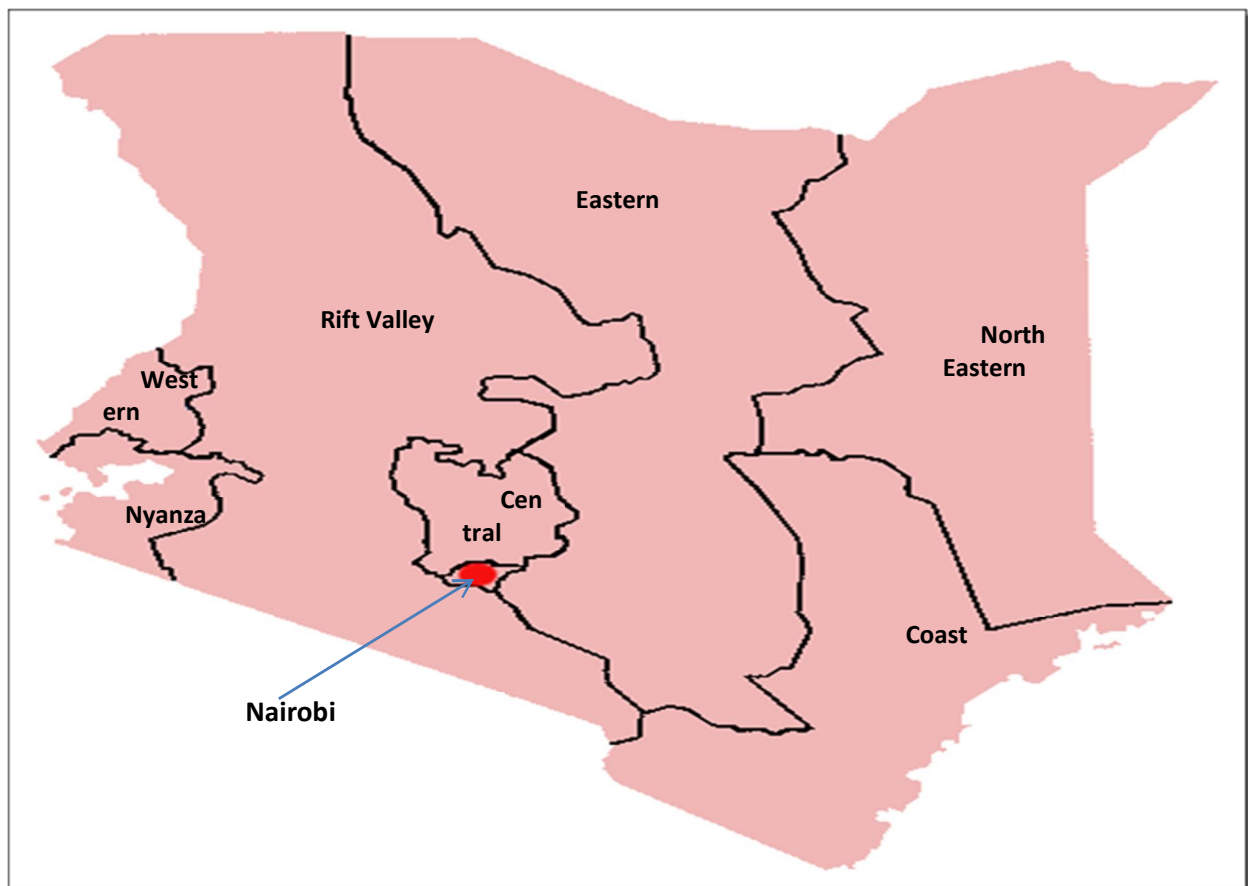 Eastern
Rift Valley
North
Eastern
West
ern
Cen
tral
Nyanza
Coast
Nairobi